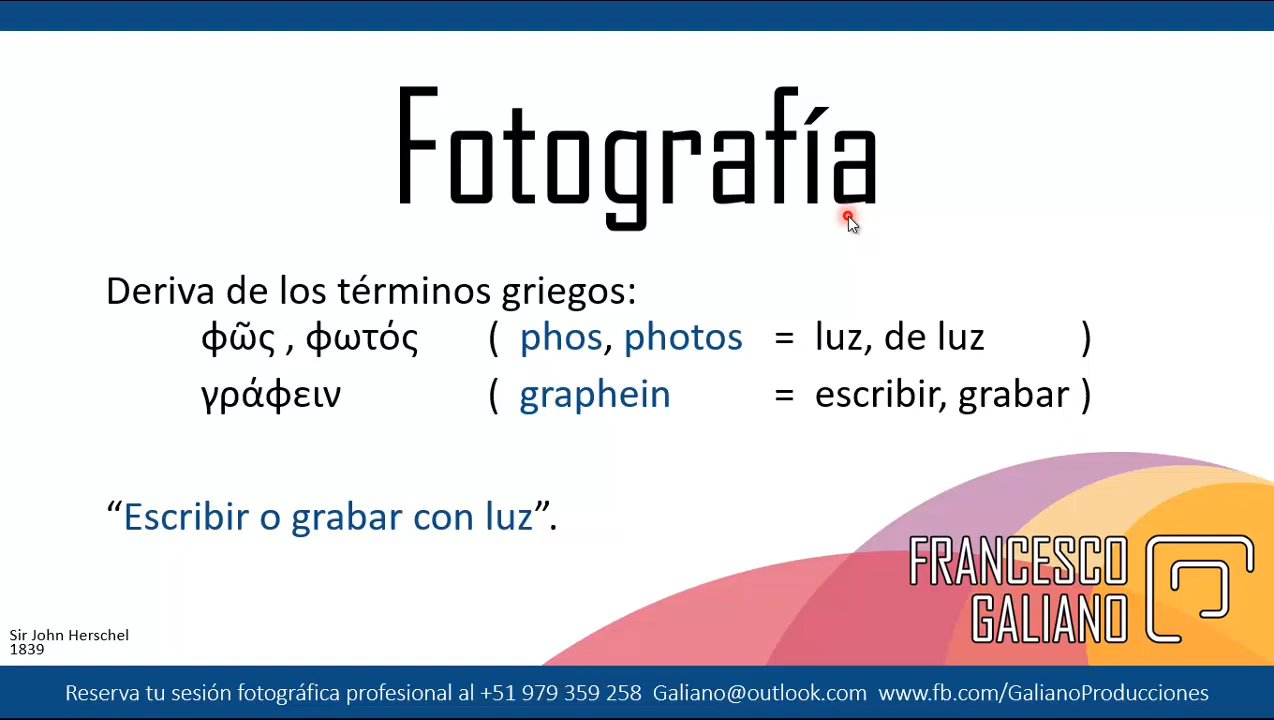 Fotografía
Deriva de los términos griegos:
φῶς , φωτός ( phos, photos = luz, de luz )
γράφειν ( graphein = escribir, grabar )
“Escribir o grabar con luz”.
FRANCESCO
GALIANO
Sir John Herschel
1839
Reserva tu sesión fotográfica profesional al +51 979 359 258 Galiano@outlook.com www.fb.com/GalianoProducciones